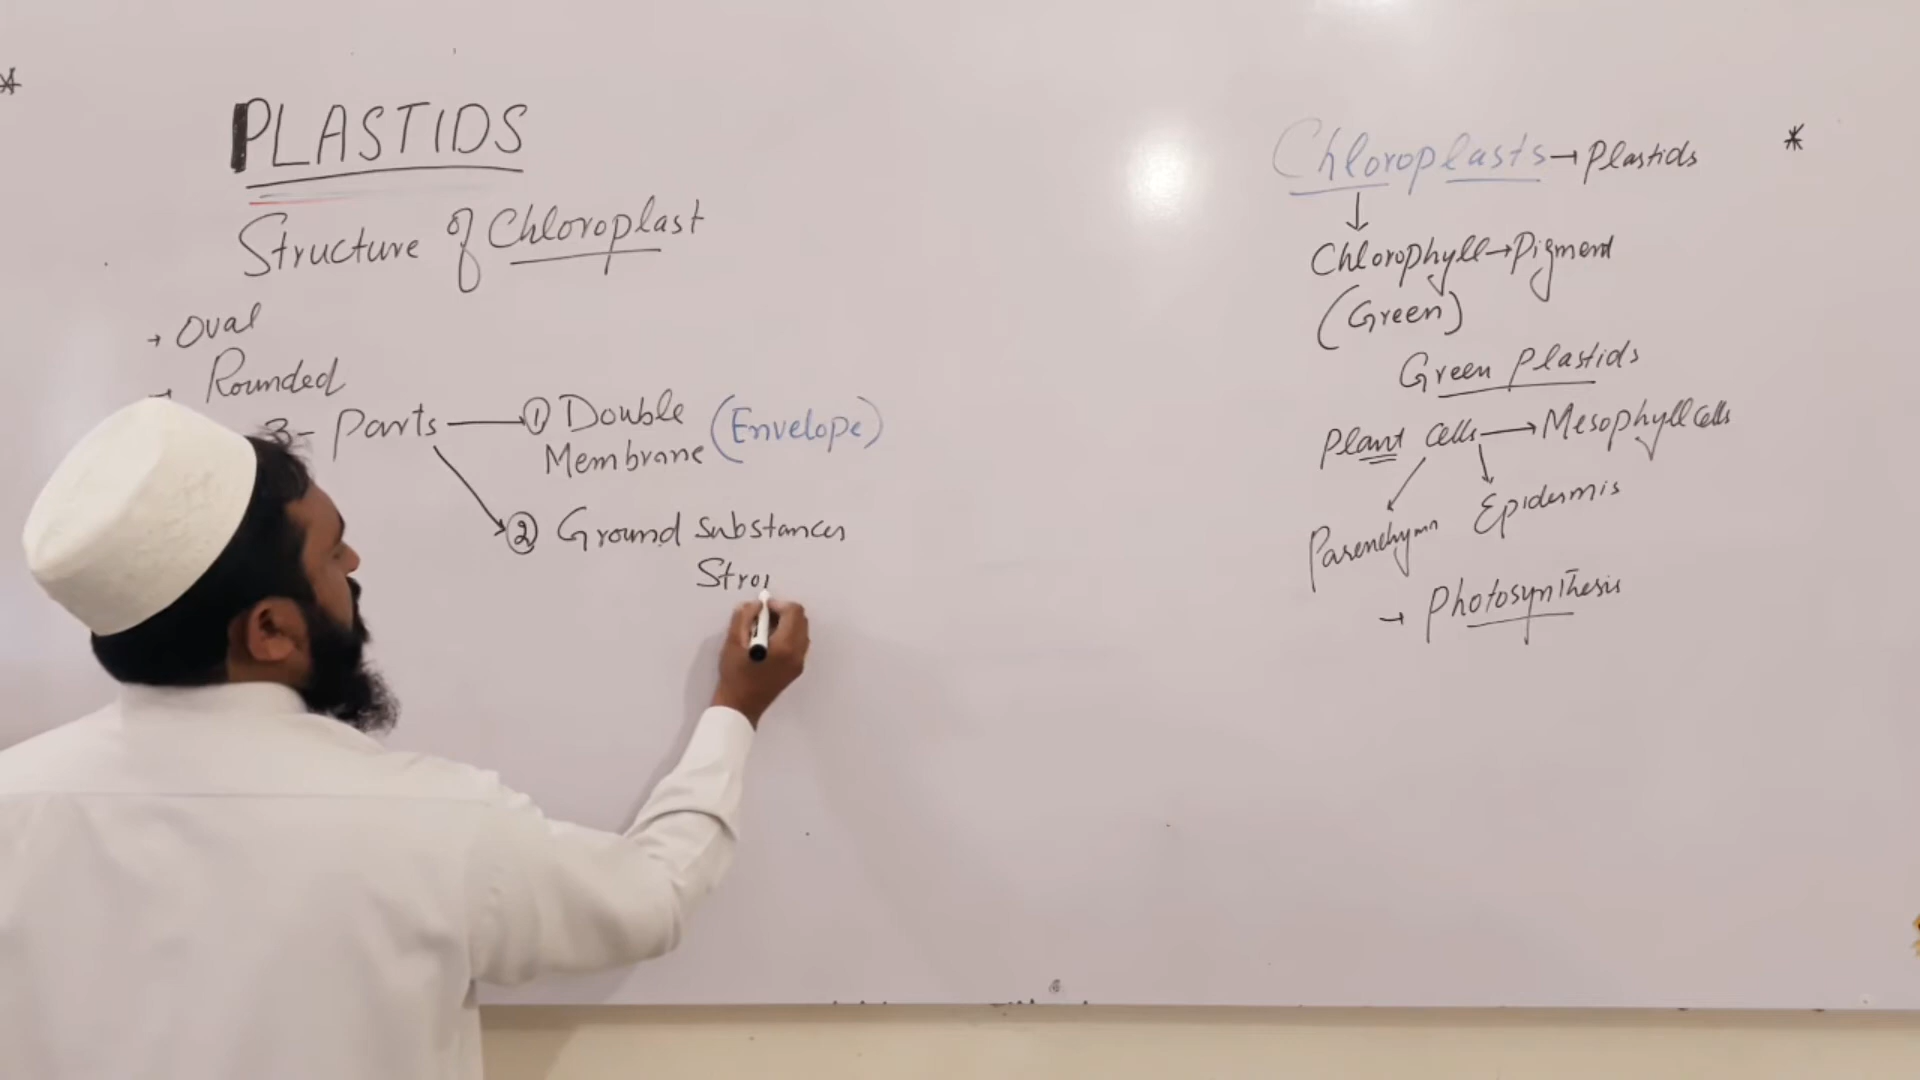 PLASTIDS
Structure of Chloroplast
→ Oval
→ Rounded
3- Parts → ① Double
Membrane (Envelope)
② Ground Substances
Stro
Chloroplasts → Plastids
Chlorophyll → Pigment
(Green)
Green Plastids
Plant Cells → Mesophyll Cells
Parenchyma Epidermis
→ Photosynthesis